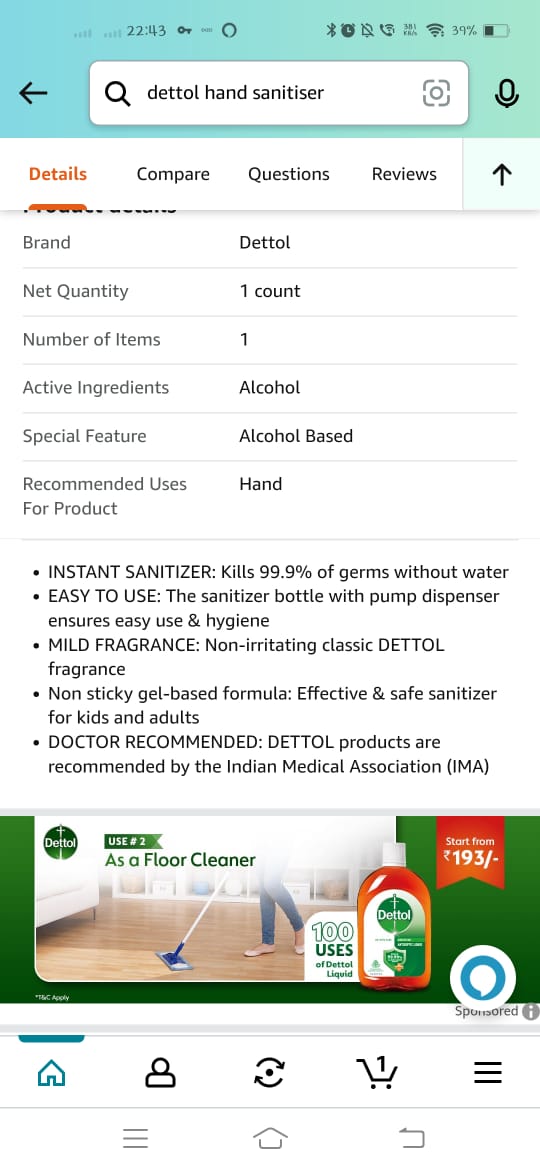 22:43
39%
dettol hand sanitiser
Details Compare Questions Reviews
Product details
Brand Dettol
Net Quantity 1 count
Number of Items 1
Active Ingredients Alcohol
Special Feature Alcohol Based
Recommended Uses Hand
For Product
• INSTANT SANITIZER: Kills 99.9% of germs without water
• EASY TO USE: The sanitizer bottle with pump dispenser
ensures easy use & hygiene
• MILD FRAGRANCE: Non-irritating classic DETTOL
fragrance
• Non sticky gel-based formula: Effective & safe sanitizer
for kids and adults
• DOCTOR RECOMMENDED: DETTOL products are
recommended by the Indian Medical Association (IMA)
Dettol
USE # 2
As a Floor Cleaner
Start from
₹193/-
Dettol
100
USES
of Dettol
Liquid
*T&C Apply
Sponsored
1